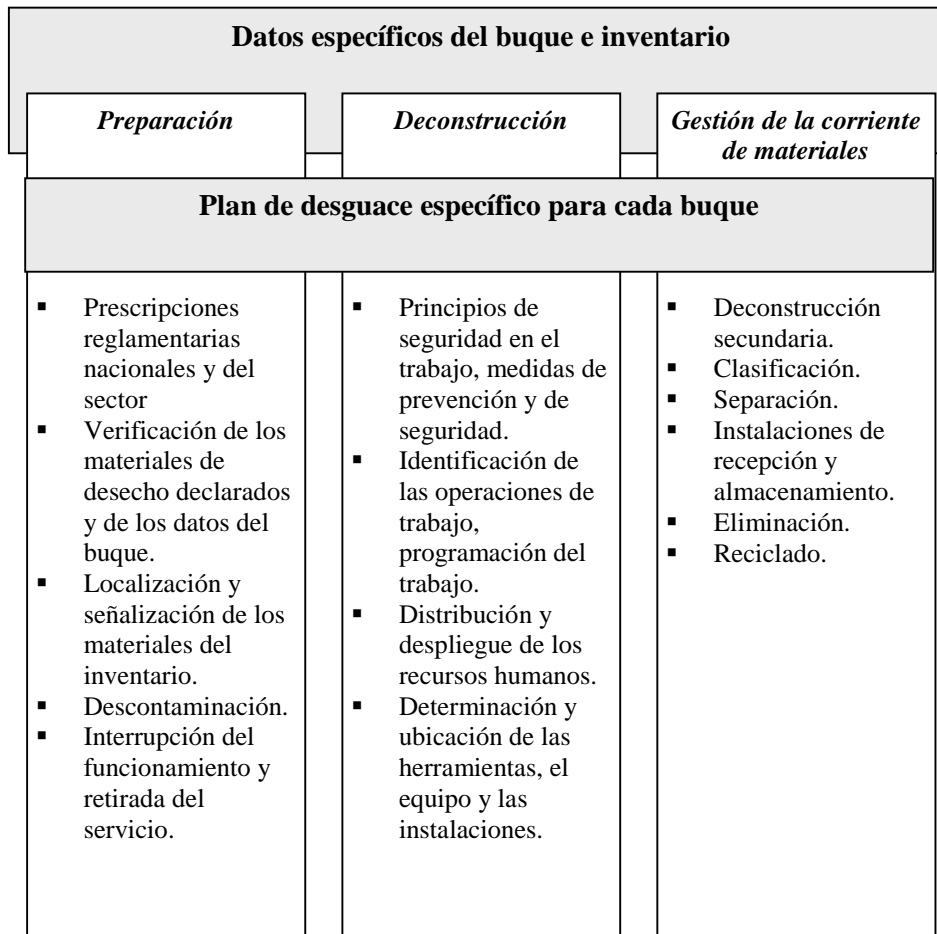 Datos específicos del buque e inventario
Preparación
Deconstrucción
Gestión de la corriente
de materiales
Plan de desguace específico para cada buque
▪ Prescripciones
reglamentarias
nacionales y del
sector
▪ Verificación de los
materiales de
desecho declarados
y de los datos del
buque.
▪ Localización y
señalización de los
materiales del
inventario.
▪ Descontaminación.
▪ Interrupción del
funcionamiento y
retirada del
servicio.
▪ Principios de
seguridad en el
trabajo, medidas de
prevención y de
seguridad.
▪ Identificación de
las operaciones de
trabajo,
programación del
trabajo.
▪ Distribución y
despliegue de los
recursos humanos.
▪ Determinación y
ubicación de las
herramientas, el
equipo y las
instalaciones.
▪ Deconstrucción
secundaria.
▪ Clasificación.
▪ Separación.
▪ Instalaciones de
recepción y
almacenamiento.
▪ Eliminación.
▪ Reciclado.